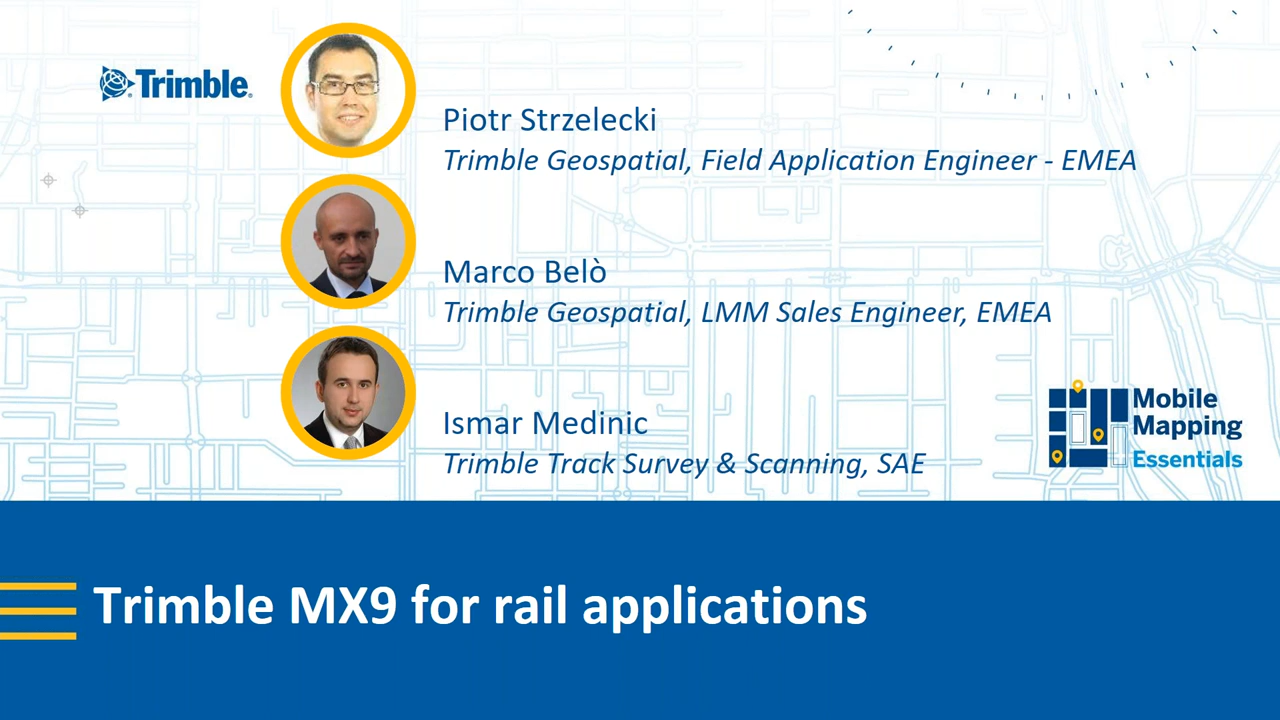 Trimble
Piotr Strzelecki
Trimble Geospatial, Field Application Engineer - EMEA
Marco Belò
Trimble Geospatial, LMM Sales Engineer, EMEA
Ismar Medinic
Trimble Track Survey & Scanning, SAE
Mobile
Mapping
Essentials
Trimble MX9 for rail applications